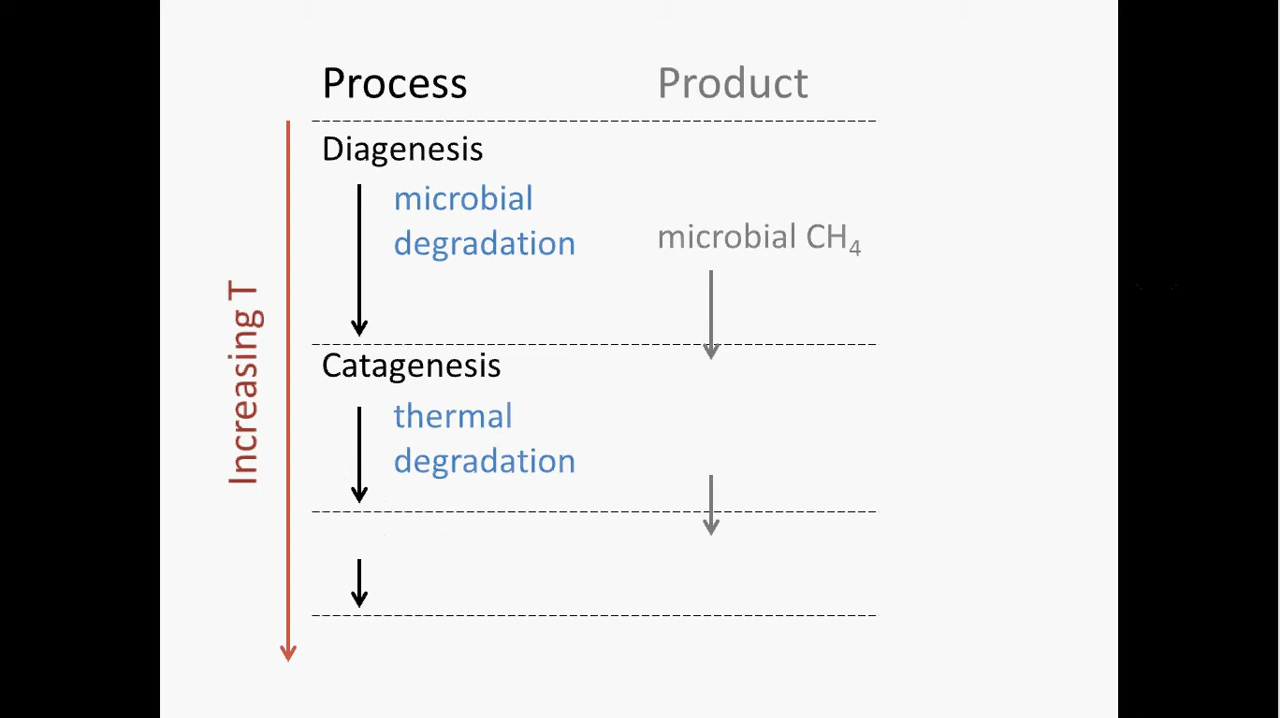 Process
Product
Diagenesis
microbial
degradation
microbial CH₄
Catagenesis
thermal
degradation
Increasing T